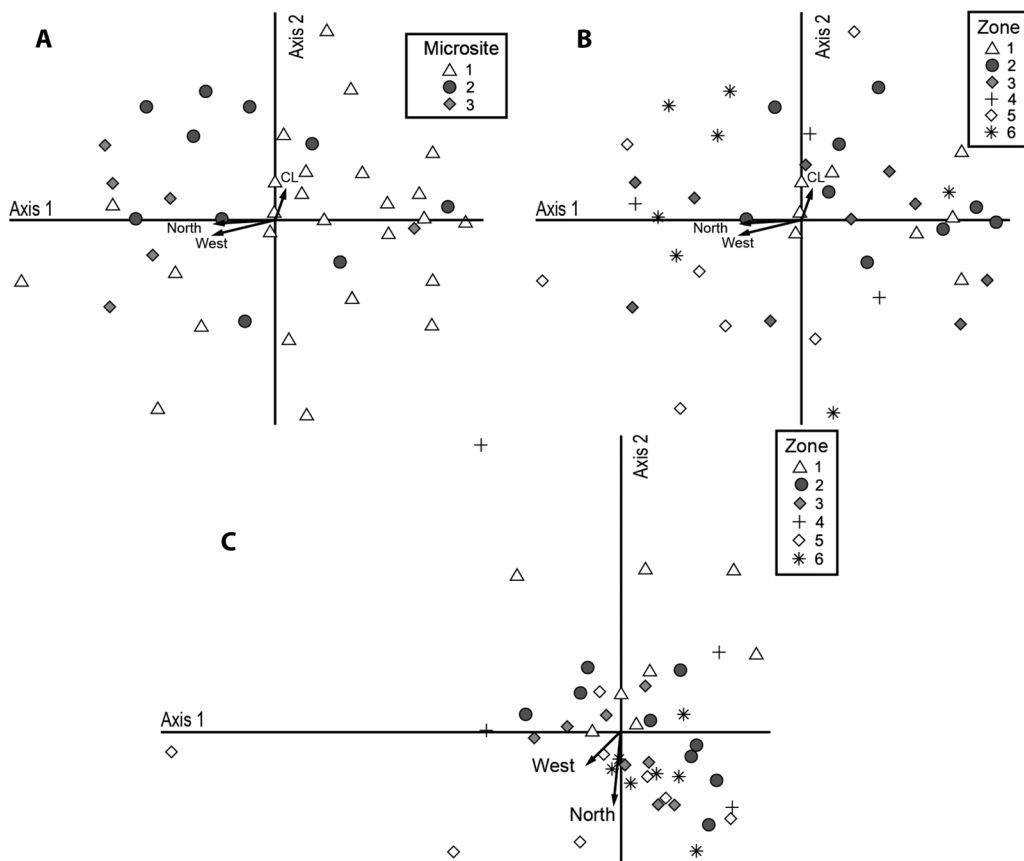 A
Axis 2
Microsite
1
2
3
Axis 1
CL
North
West
B
Axis 2
Zone
1
2
3
4
5
6
Axis 1
CL
North
West
C
Axis 2
Zone
1
2
3
4
5
6
Axis 1
West
North